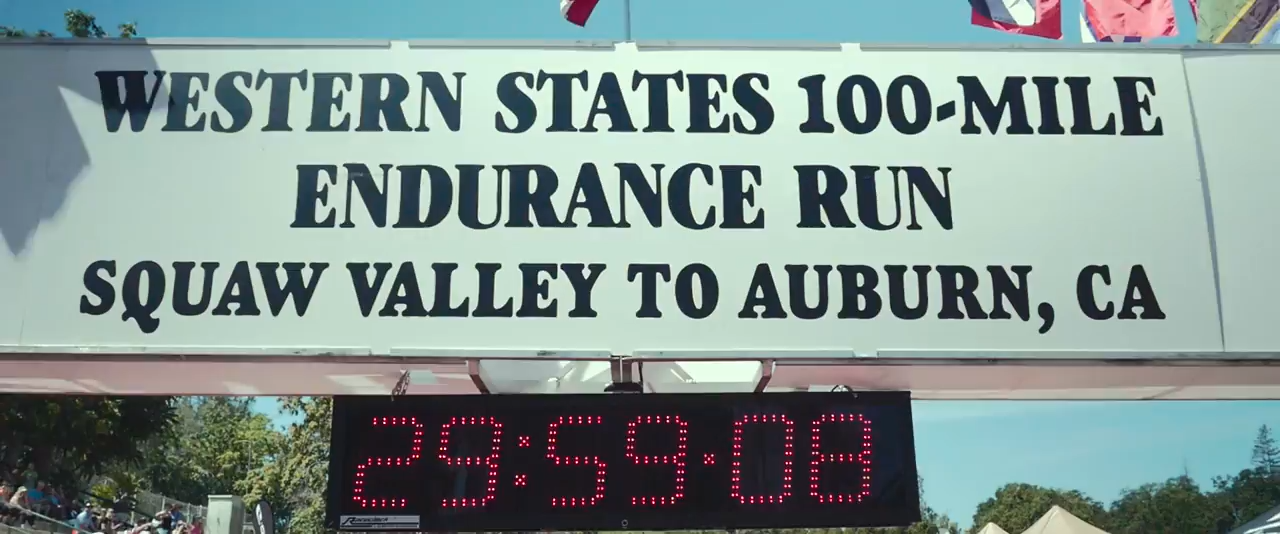 WESTERN STATES 100-MILE
ENDURANCE RUN
SQUAW VALLEY TO AUBURN, CA
29:59:08